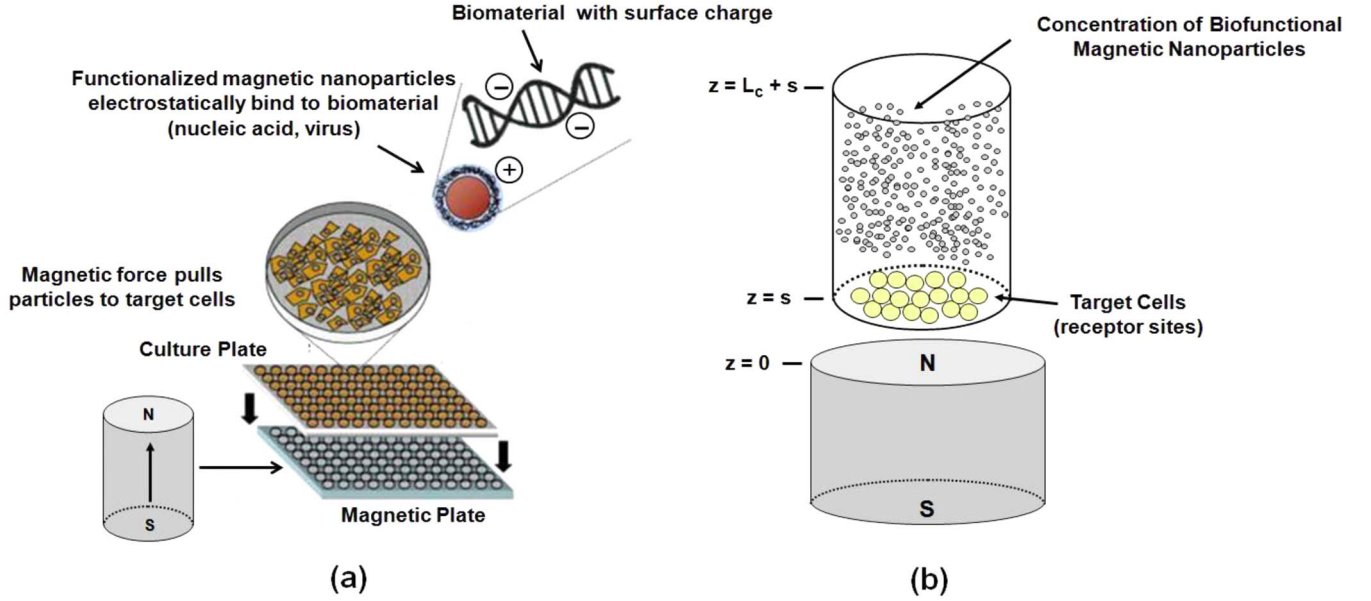 Biomaterial with surface charge
Functionalized magnetic nanoparticles
electrostatically bind to biomaterial
(nucleic acid, virus)
−
−
+
Magnetic force pulls
particles to target cells
Culture Plate
N
S
Magnetic Plate
(a)
Concentration of Biofunctional
Magnetic Nanoparticles
z = Lc + s
z = s
Target Cells
(receptor sites)
z = 0
N
S
(b)